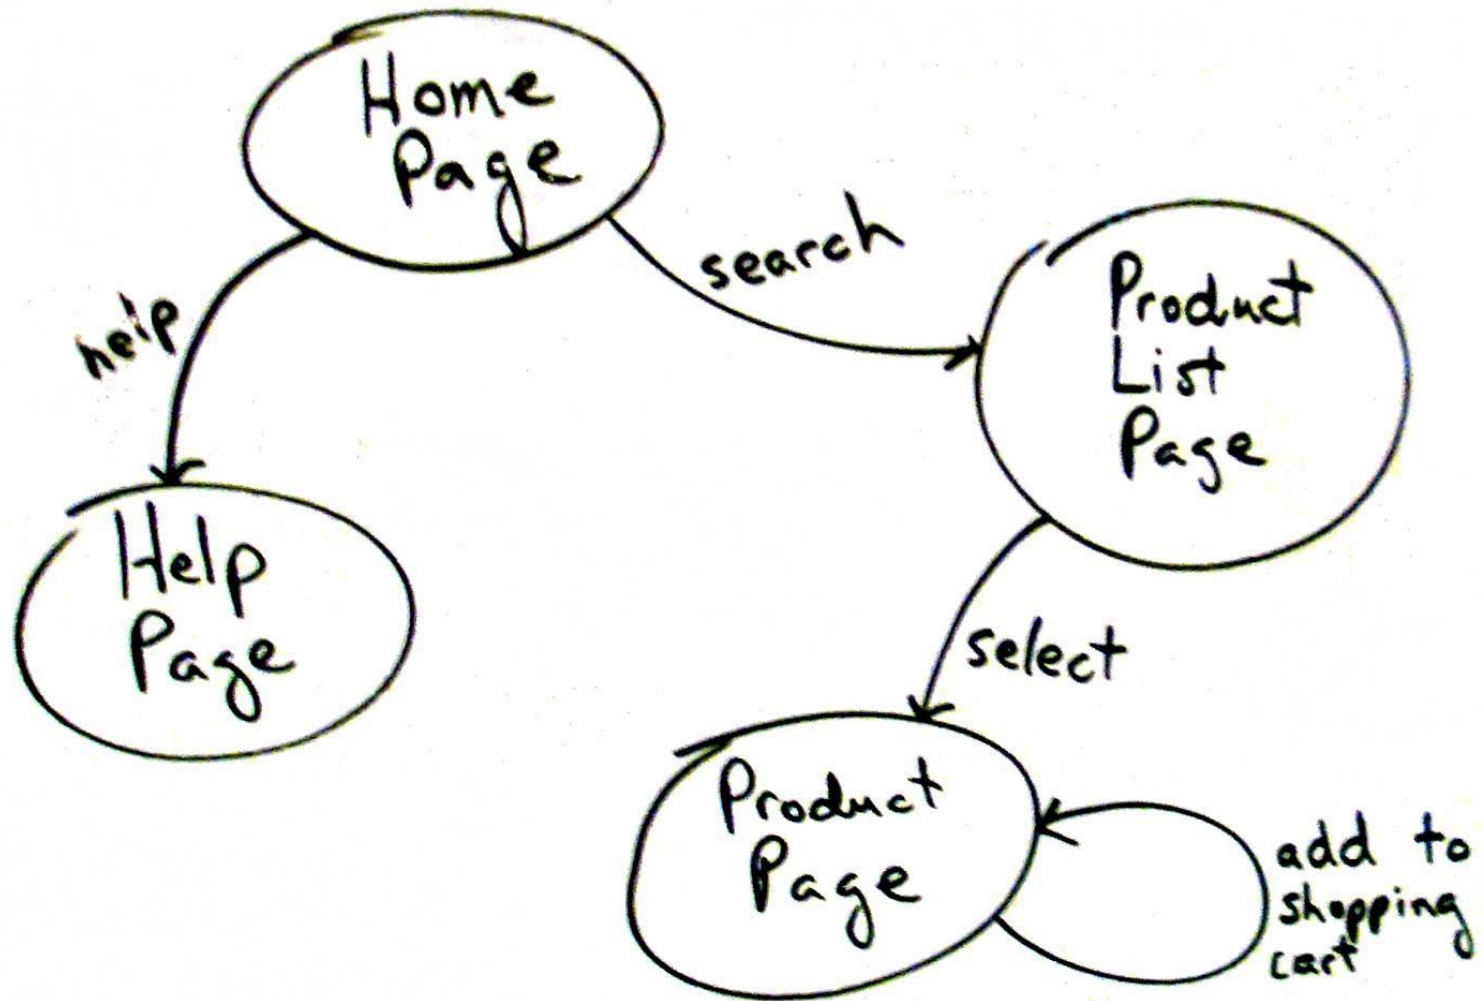 Home
Page
search
help
Product
List
Page
Help
Page
select
Product
Page
add to
shopping
cart